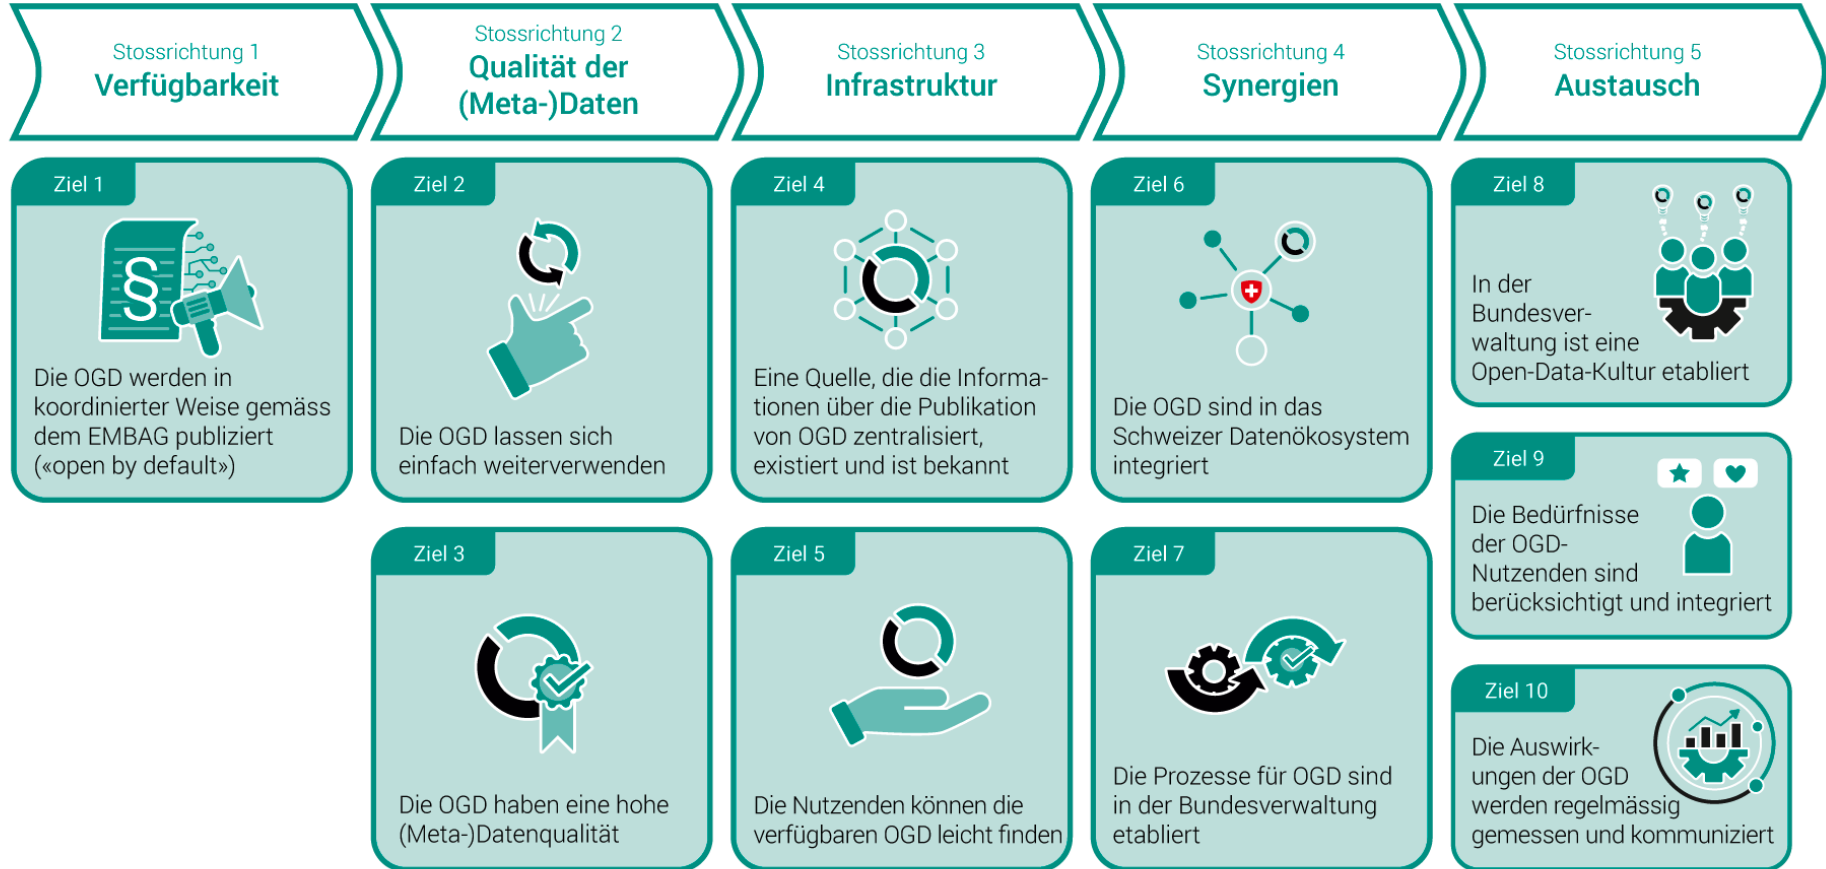 Stossrichtung 1
Verfügbarkeit
Stossrichtung 2
Qualität der
(Meta-)Daten
Stossrichtung 3
Infrastruktur
Stossrichtung 4
Synergien
Stossrichtung 5
Austausch
Ziel 1
§
Die OGD werden in
koordinierter Weise gemäss
dem EMBAG publiziert
(«open by default»)
Ziel 2
Die OGD lassen sich
einfach weiterverwenden
Ziel 3
Die OGD haben eine hohe
(Meta-)Datenqualität
Ziel 4
Eine Quelle, die die Informa-
tionen über die Publikation
von OGD zentralisiert,
existiert und ist bekannt
Ziel 5
Die Nutzenden können die
verfügbaren OGD leicht finden
Ziel 6
Die OGD sind in das
Schweizer Datenökosystem
integriert
Ziel 7
Die Prozesse für OGD sind
in der Bundesverwaltung
etabliert
Ziel 8
In der
Bundesver-
waltung ist eine
Open-Data-Kultur etabliert
Ziel 9
Die Bedürfnisse
der OGD-
Nutzenden sind
berücksichtigt und integriert
Ziel 10
Die Auswirk-
ungen der OGD
werden regelmässig
gemessen und kommuniziert